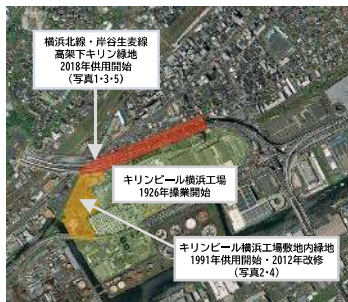 横浜北線・岸谷生麦線
高架下キリン緑地
2018年供用開始
（写真1・3・5）
キリンビール横浜工場
1926年操業開始
キリンビール横浜工場敷地内緑地
1991年供用開始・2012年改修
（写真2・4）